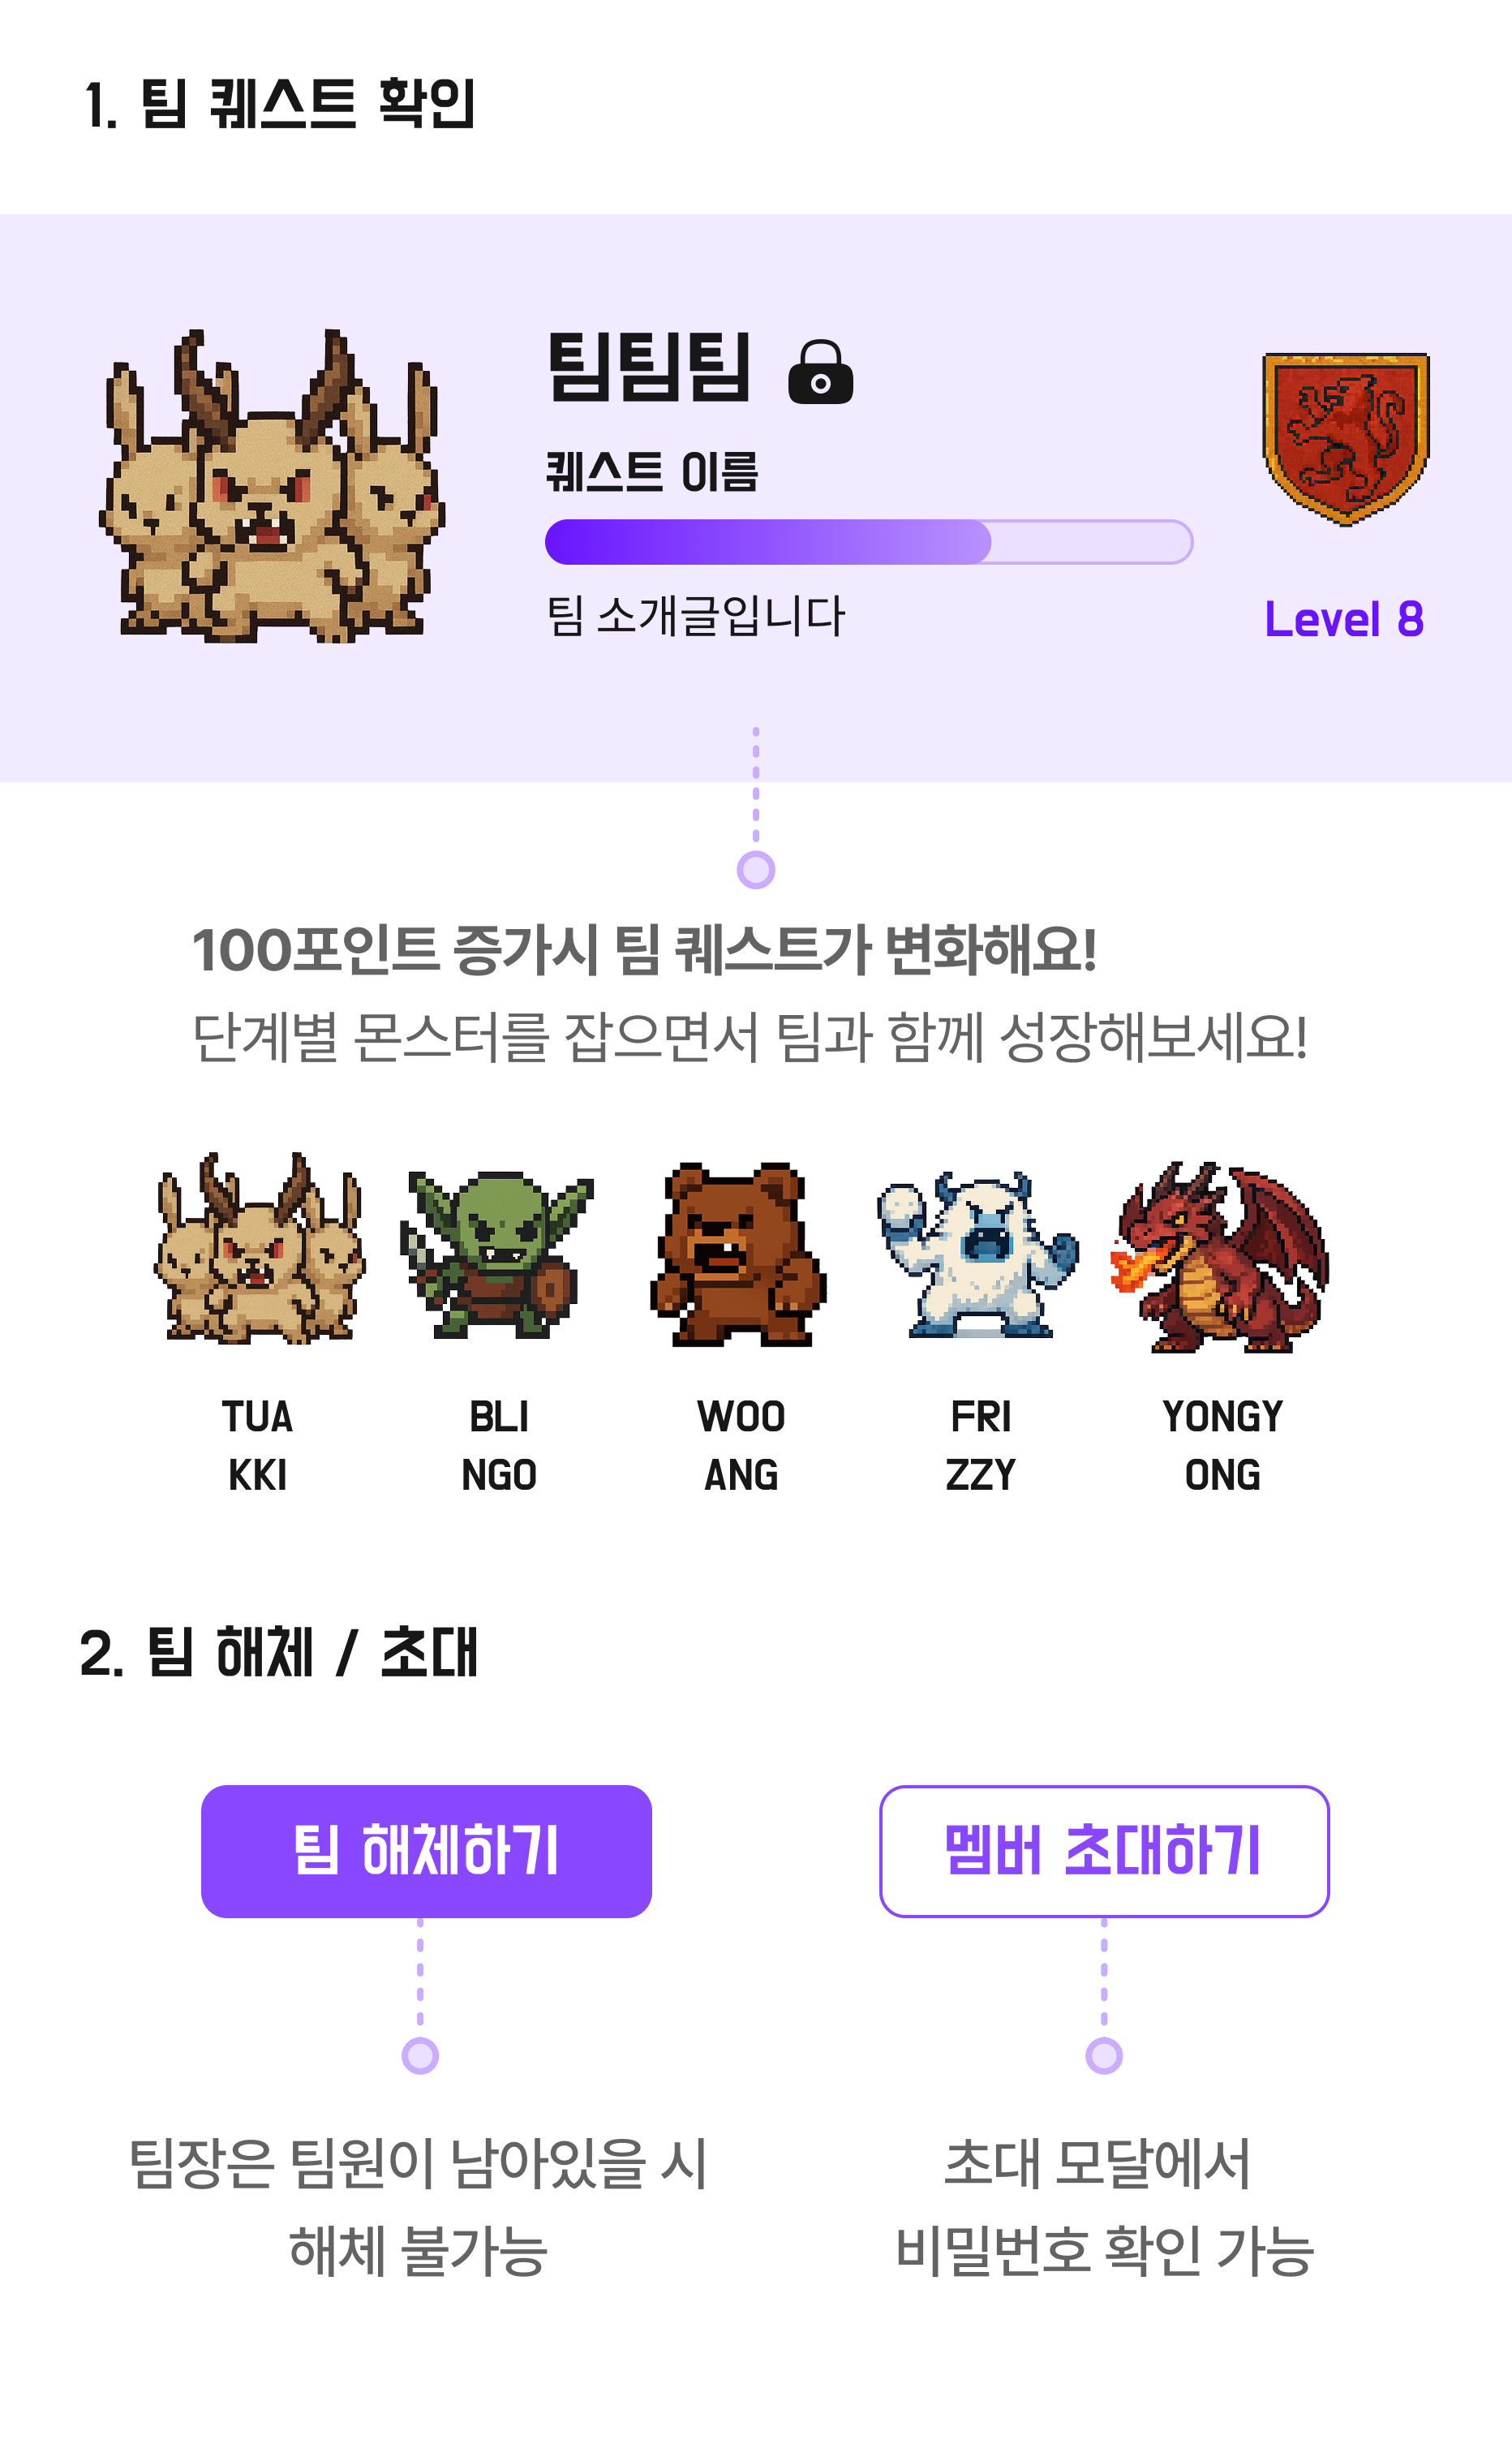 1. 팀 퀘스트 확인
팀팀팀
퀘스트 이름
팀 소개글입니다
Level 8
100포인트 증가시 팀 퀘스트가 변화해요!
단계별 몬스터를 잡으면서 팀과 함께 성장해보세요!
TUA
KKI
BLI
NGO
WOO
ANG
FRI
ZZY
YONGY
ONG
2. 팀 해제 / 초대
팀 해체하기
멤버 초대하기
팀장은 팀원이 남아있을 시
해체 불가능
초대 모달에서
비밀번호 확인 가능